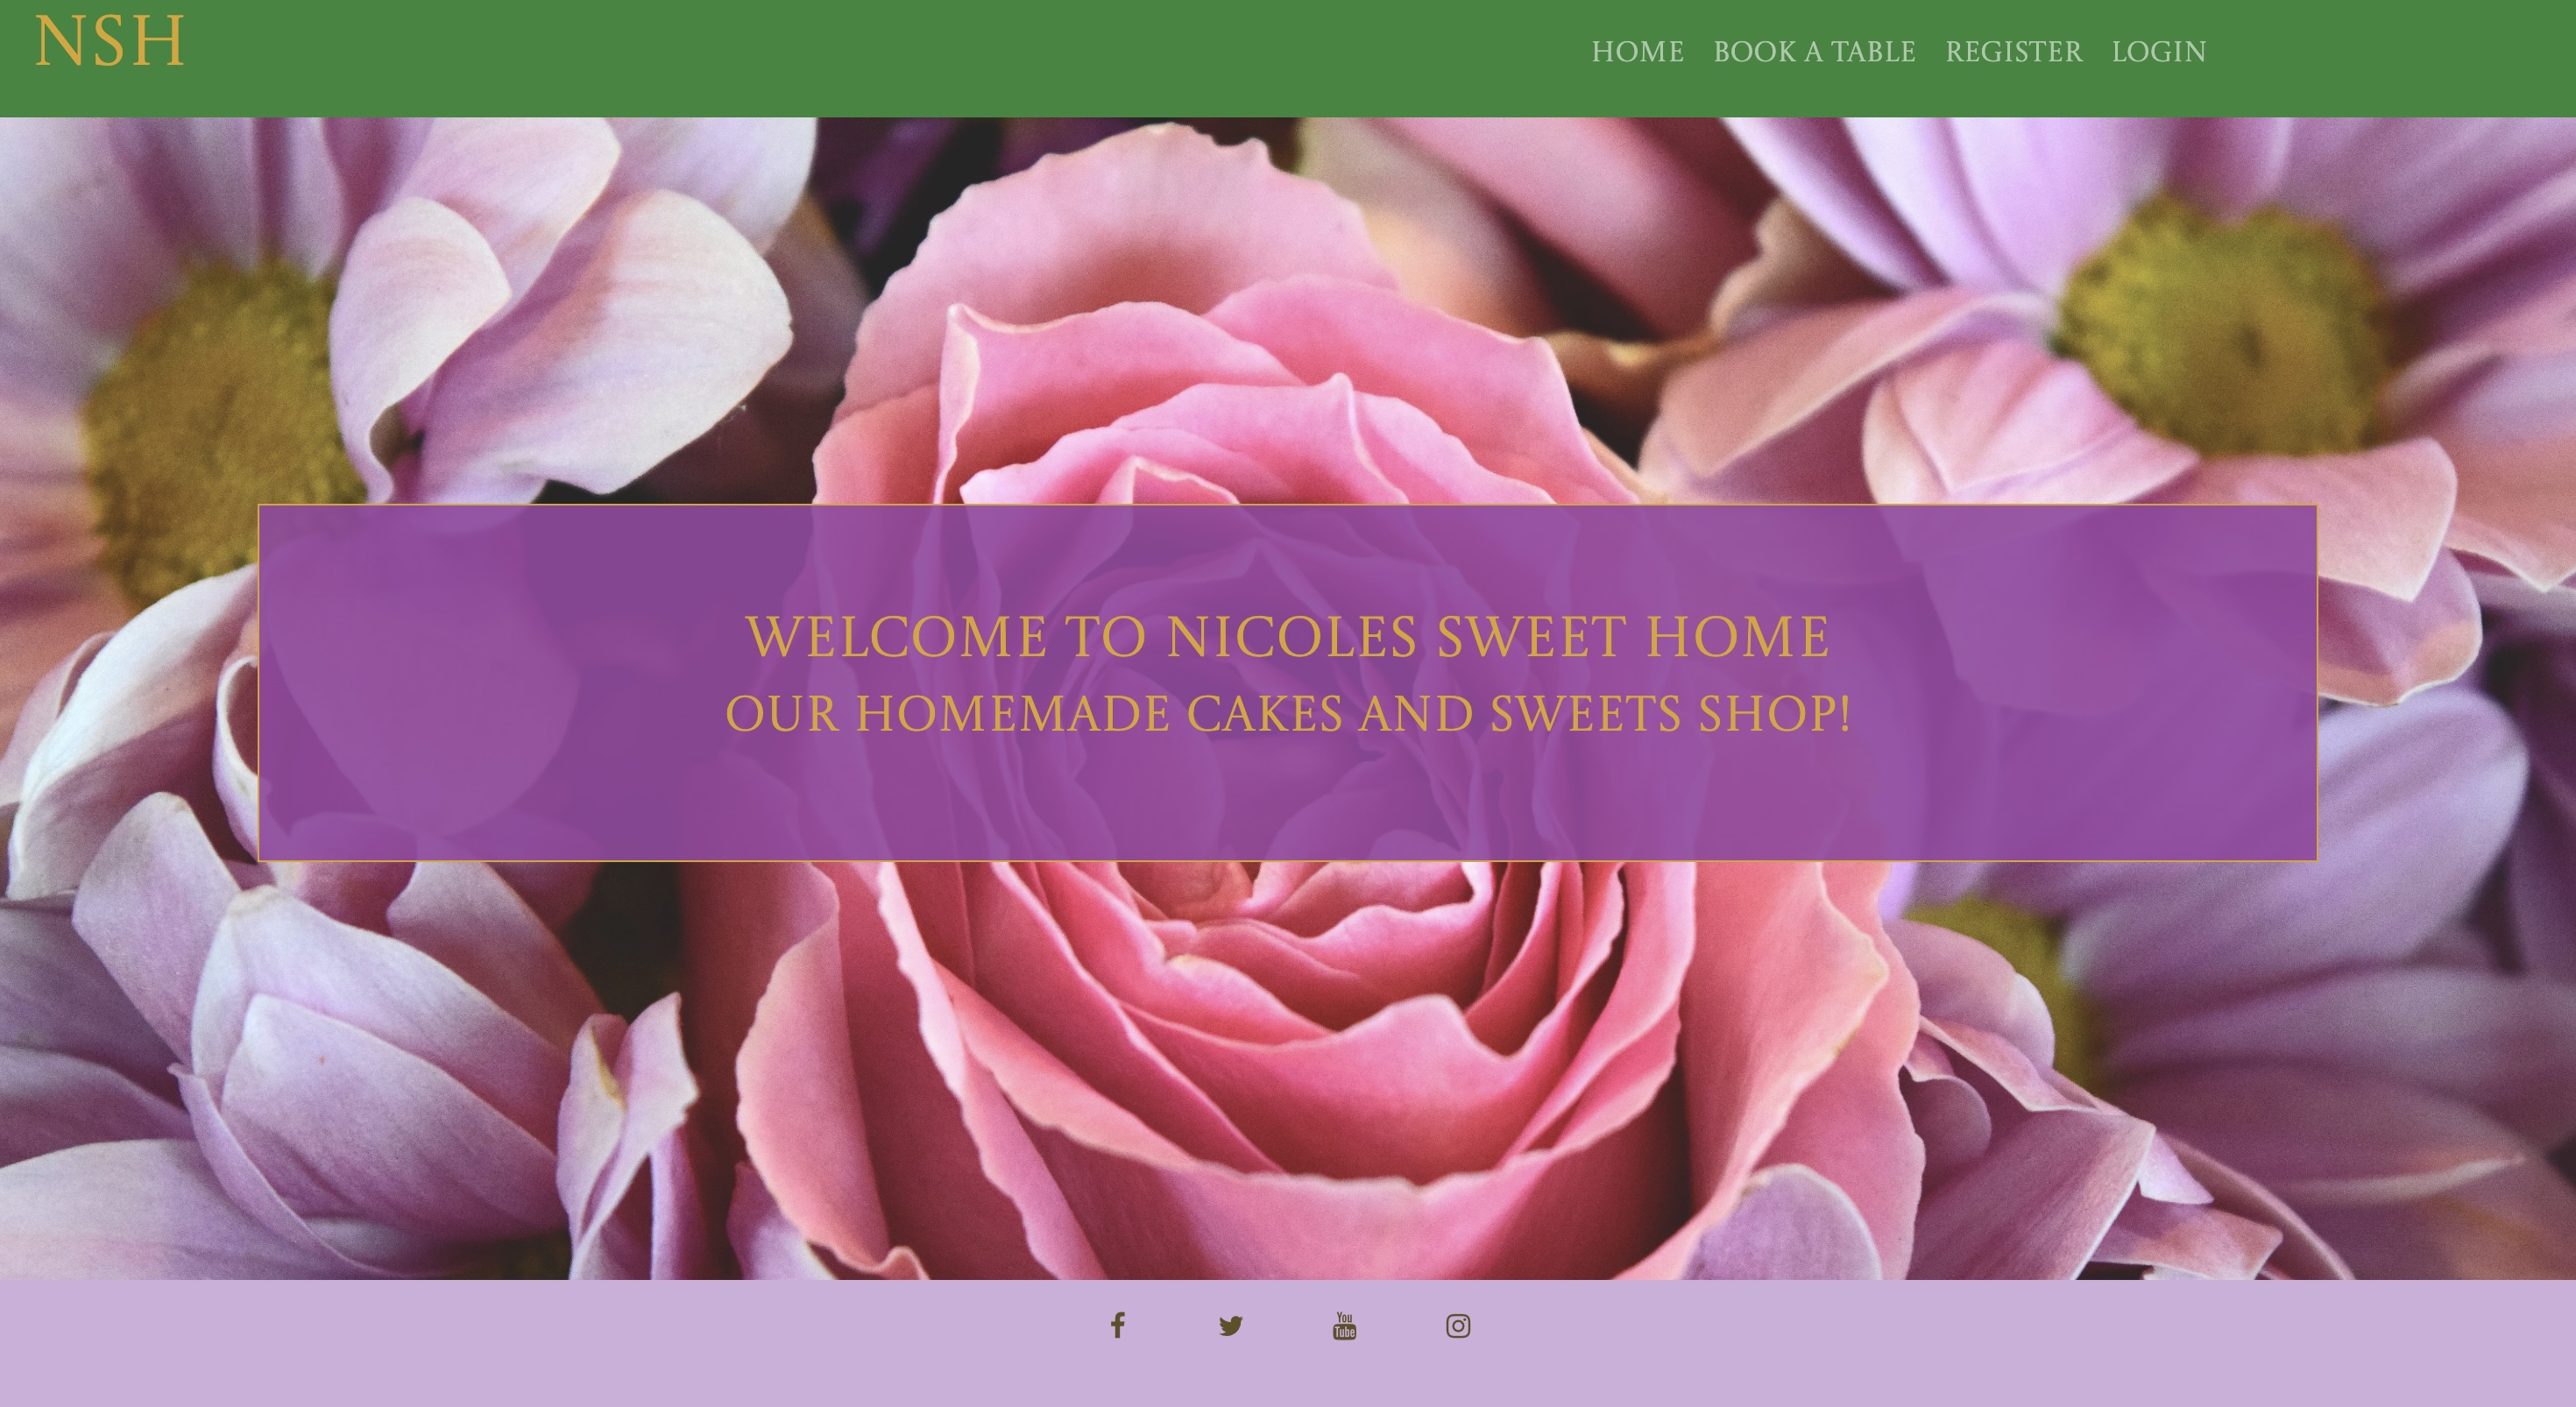 NSH
HOME BOOK A TABLE REGISTER LOGIN
WELCOME TO NICOLES SWEET HOME
OUR HOMEMADE CAKES AND SWEETS SHOP!
You
Tube